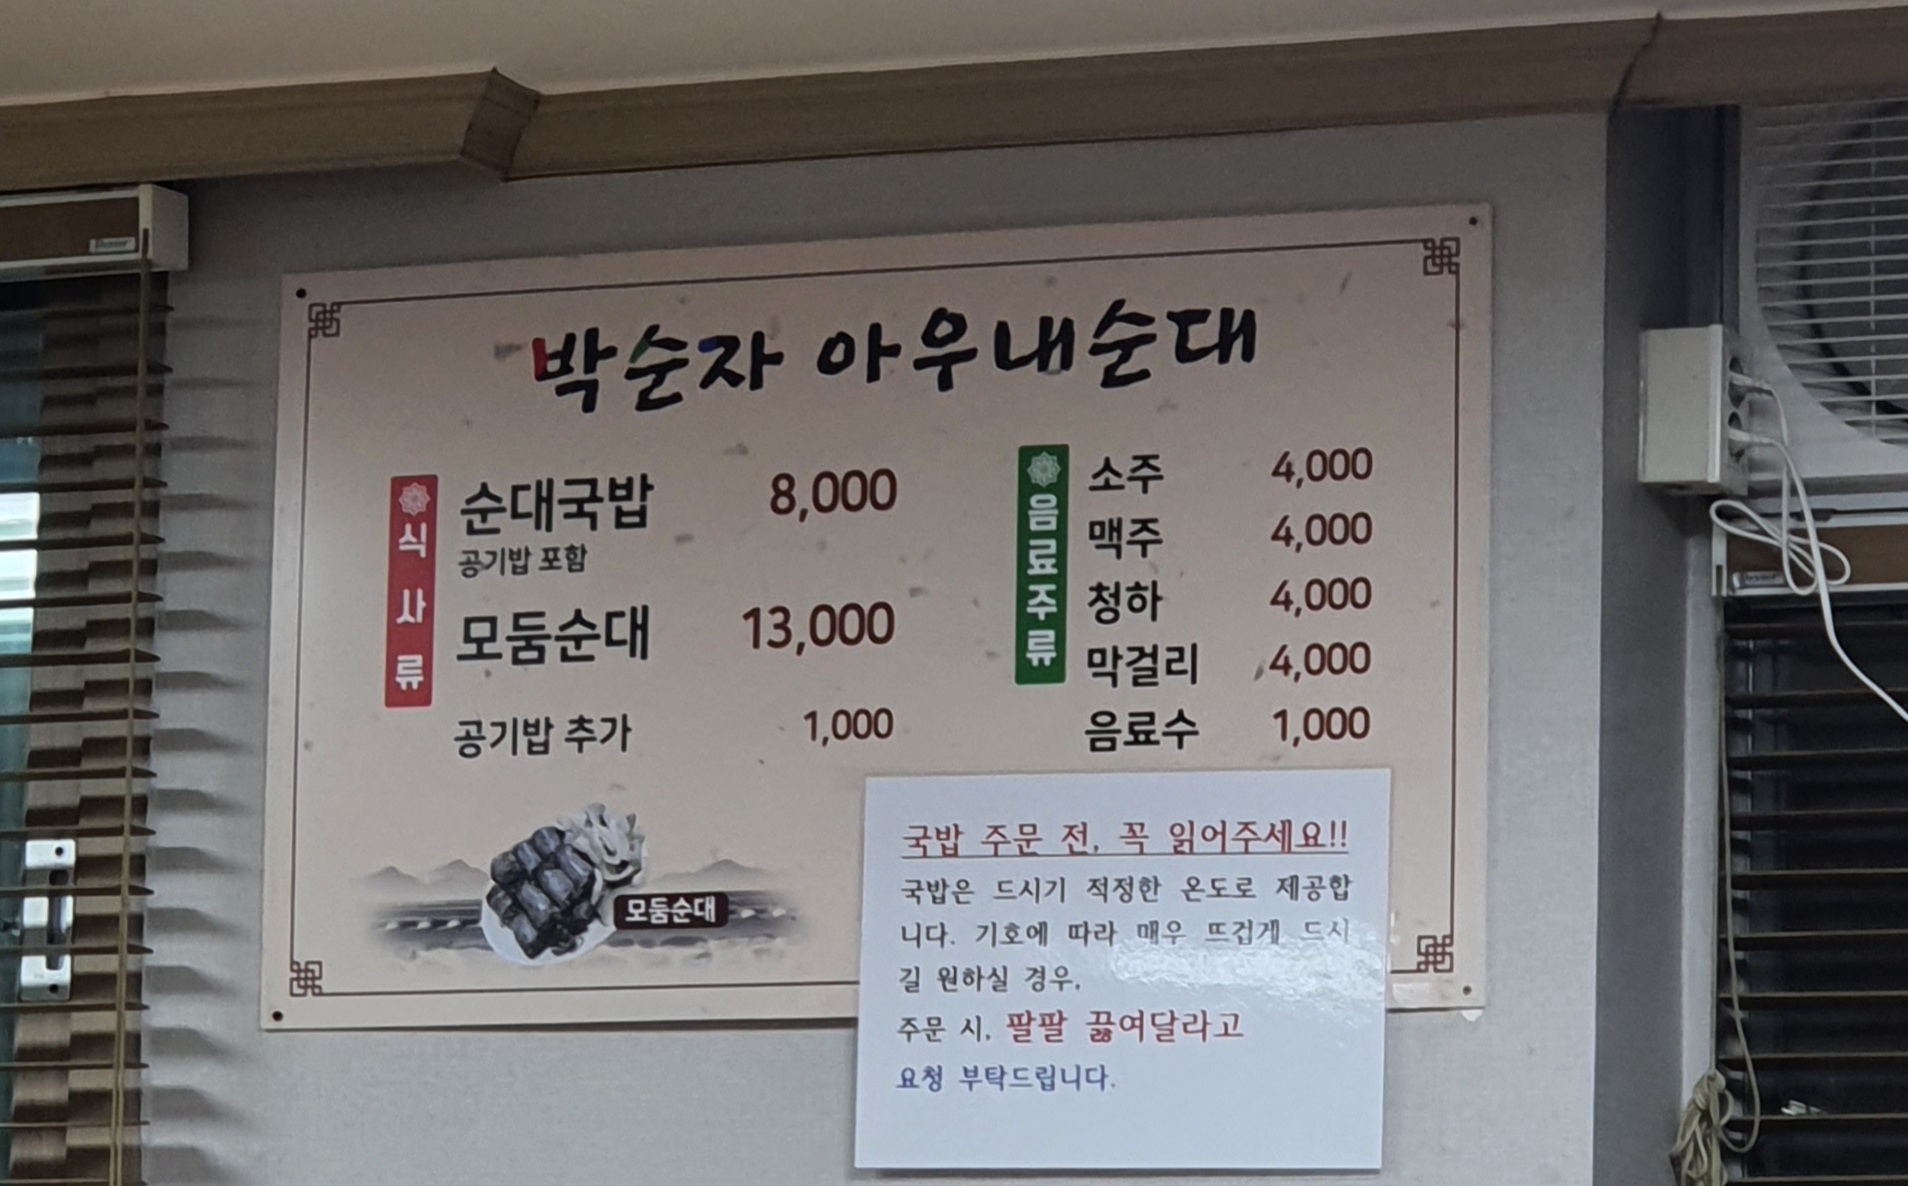 박순자 아우내순대
식사류
순대국밥 8,000
공기밥 포함
모둠순대 13,000
공기밥 추가 1,000
음료주류
소주 4,000
맥주 4,000
청하 4,000
막걸리 4,000
음료수 1,000
모둠순대
국밥 주문 전, 꼭 읽어주세요!!
국밥은 드시기 적정한 온도로 제공합
니다. 기호에 따라 매우 뜨겁게 드시
길 원하실 경우,
주문 시, 팔팔 끓여달라고
요청 부탁드립니다.